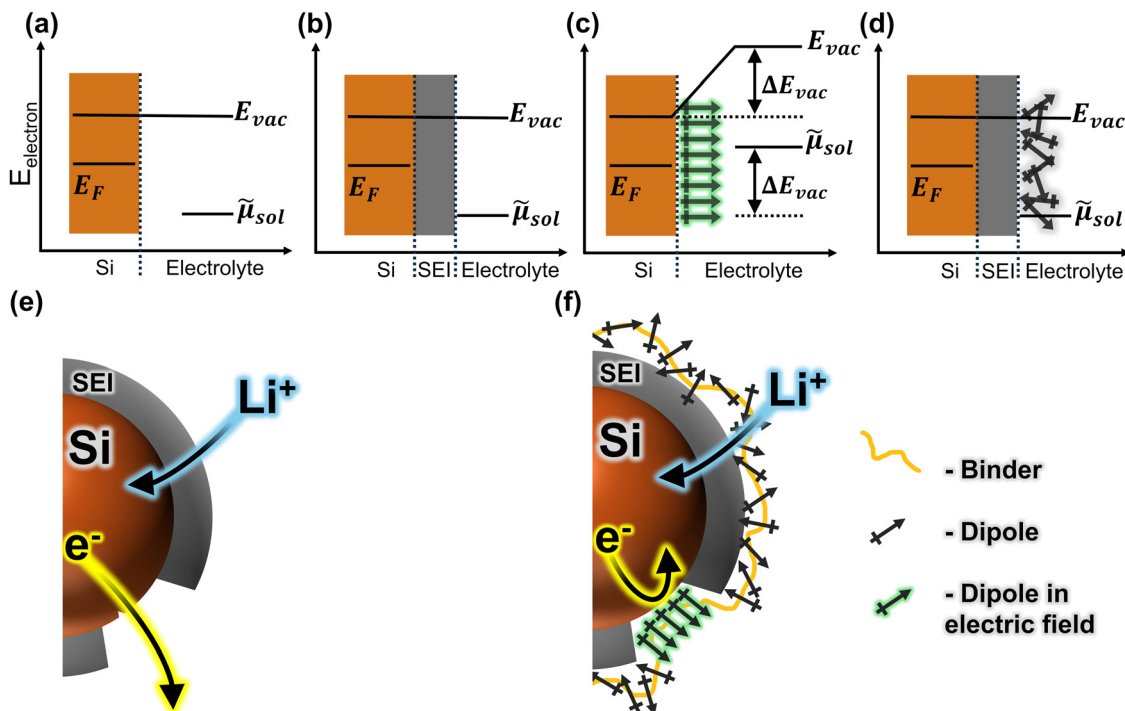 (a)
E_electron
E_vac
E_F
μ̃_sol
Si
Electrolyte
(b)
E_vac
E_F
μ̃_sol
Si
SEI
Electrolyte
(c)
E_vac
ΔE_vac
μ̃_sol
E_F
ΔE_vac
Si
Electrolyte
(d)
E_vac
E_F
μ̃_sol
Si
SEI
Electrolyte
(e)
SEI
Li⁺
Si
e⁻
(f)
SEI
Li⁺
Si
e⁻
- Binder
- Dipole
- Dipole in
electric field